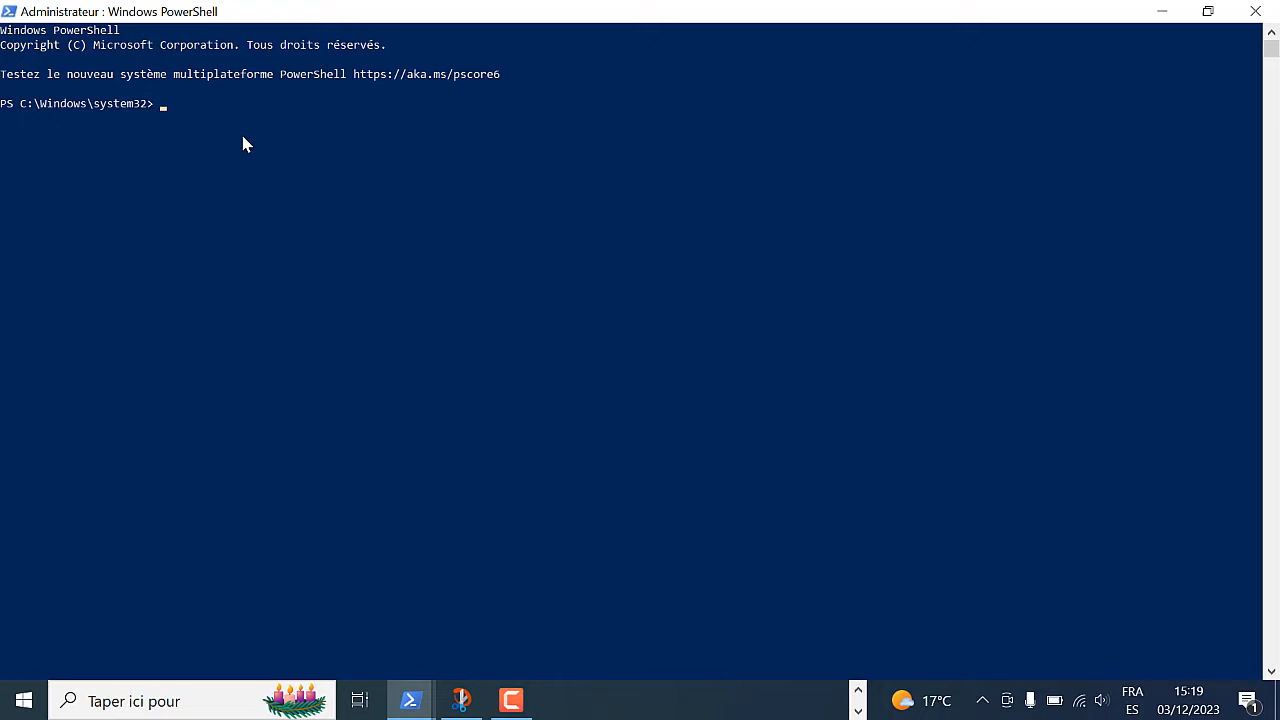 Administrateur : Windows PowerShell
Windows PowerShell
Copyright (C) Microsoft Corporation. Tous droits réservés.
Testez le nouveau système multiplateforme PowerShell https://aka.ms/pscore6
PS C:\Windows\system32>
Taper ici pour
17°C
FRA
ES
15:19
03/12/2023
1